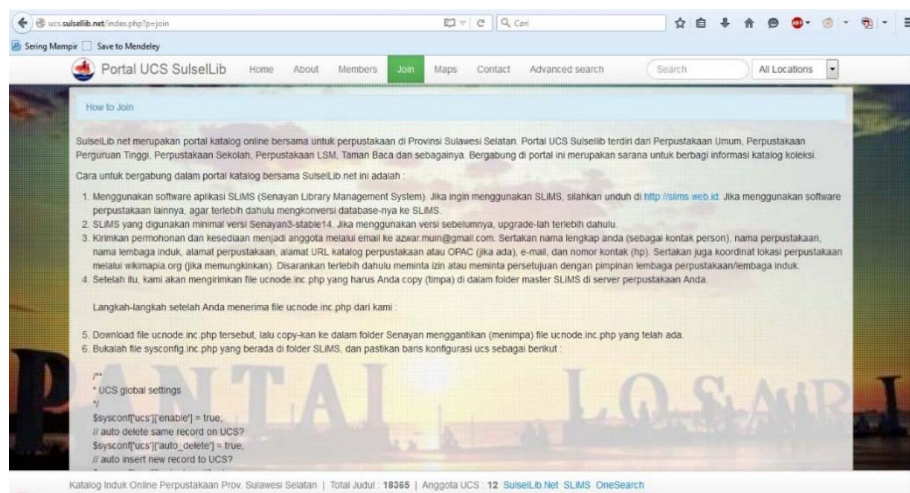 ucs.sulsellib.net/index.php?p=join
Cari
Sering Mampir Save to Mendeley
Portal UCS SulselLib Home About Members Join Maps Contact Advanced search Search All Locations
How to Join
SulselLib.net merupakan portal katalog online bersama untuk perpustakaan di Provinsi Sulawesi Selatan. Portal UCS Sulsellib terdiri dari Perpustakaan Umum, Perpustakaan
Perguruan Tinggi, Perpustakaan Sekolah, Perpustakaan LSM, Taman Baca dan sebagainya. Bergabung di portal ini merupakan sarana untuk berbagi informasi katalog koleksi.
Cara untuk bergabung dalam portal katalog bersama SulselLib.net ini adalah :
1. Menggunakan software aplikasi SLiMS (Senayan Library Management System). Jika ingin menggunakan SLiMS, silahkan unduh di http://slims.web.id. Jika menggunakan software
perpustakaan lainnya, agar terlebih dahulu mengkonversi database-nya ke SLiMS.
2. SLiMS yang digunakan minimal versi Senayan3-stable14. Jika menggunakan versi sebelumnya, upgrade-lah terlebih dahulu.
3. Kirimkan permohonan dan kesediaan menjadi anggota melalui email ke azwar.muin@gmail.com. Sertakan nama lengkap anda (sebagai kontak person), nama perpustakaan,
nama lembaga induk, alamat perpustakaan, alamat URL katalog perpustakaan atau OPAC (jika ada), e-mail, dan nomor kontak (hp). Sertakan juga koordinat lokasi perpustakaan
melalui wikimapia.org (jika memungkinkan). Disarankan terlebih dahulu meminta izin atau meminta persetujuan dengan pimpinan lembaga perpustakaan/lembaga induk.
4. Setelah itu, kami akan mengirimkan file ucnode.inc.php yang harus Anda copy (timpa) di dalam folder master SLiMS di server perpustakaan Anda.
Langkah-langkah setelah Anda menerima file ucnode.inc.php dari kami :
5. Download file ucnode.inc.php tersebut, lalu copy-kan ke dalam folder Senayan menggantikan (menimpa) file ucnode.inc.php yang telah ada.
6. Bukalah file sysconfig.inc.php yang berada di folder SLiMS, dan pastikan baris konfigurasi ucs sebagai berikut :
/**
* UCS global settings
*/
$sysconf['ucs']['enable'] = true;
// auto delete same record on UCS?
$sysconf['ucs']['auto_delete'] = true;
// auto insert new record to UCS?
PANTAI LOSARI
Katalog Induk Online Perpustakaan Prov. Sulawesi Selatan | Total Judul : 18365 | Anggota UCS : 12 SulselLib.Net SLiMS OneSearch